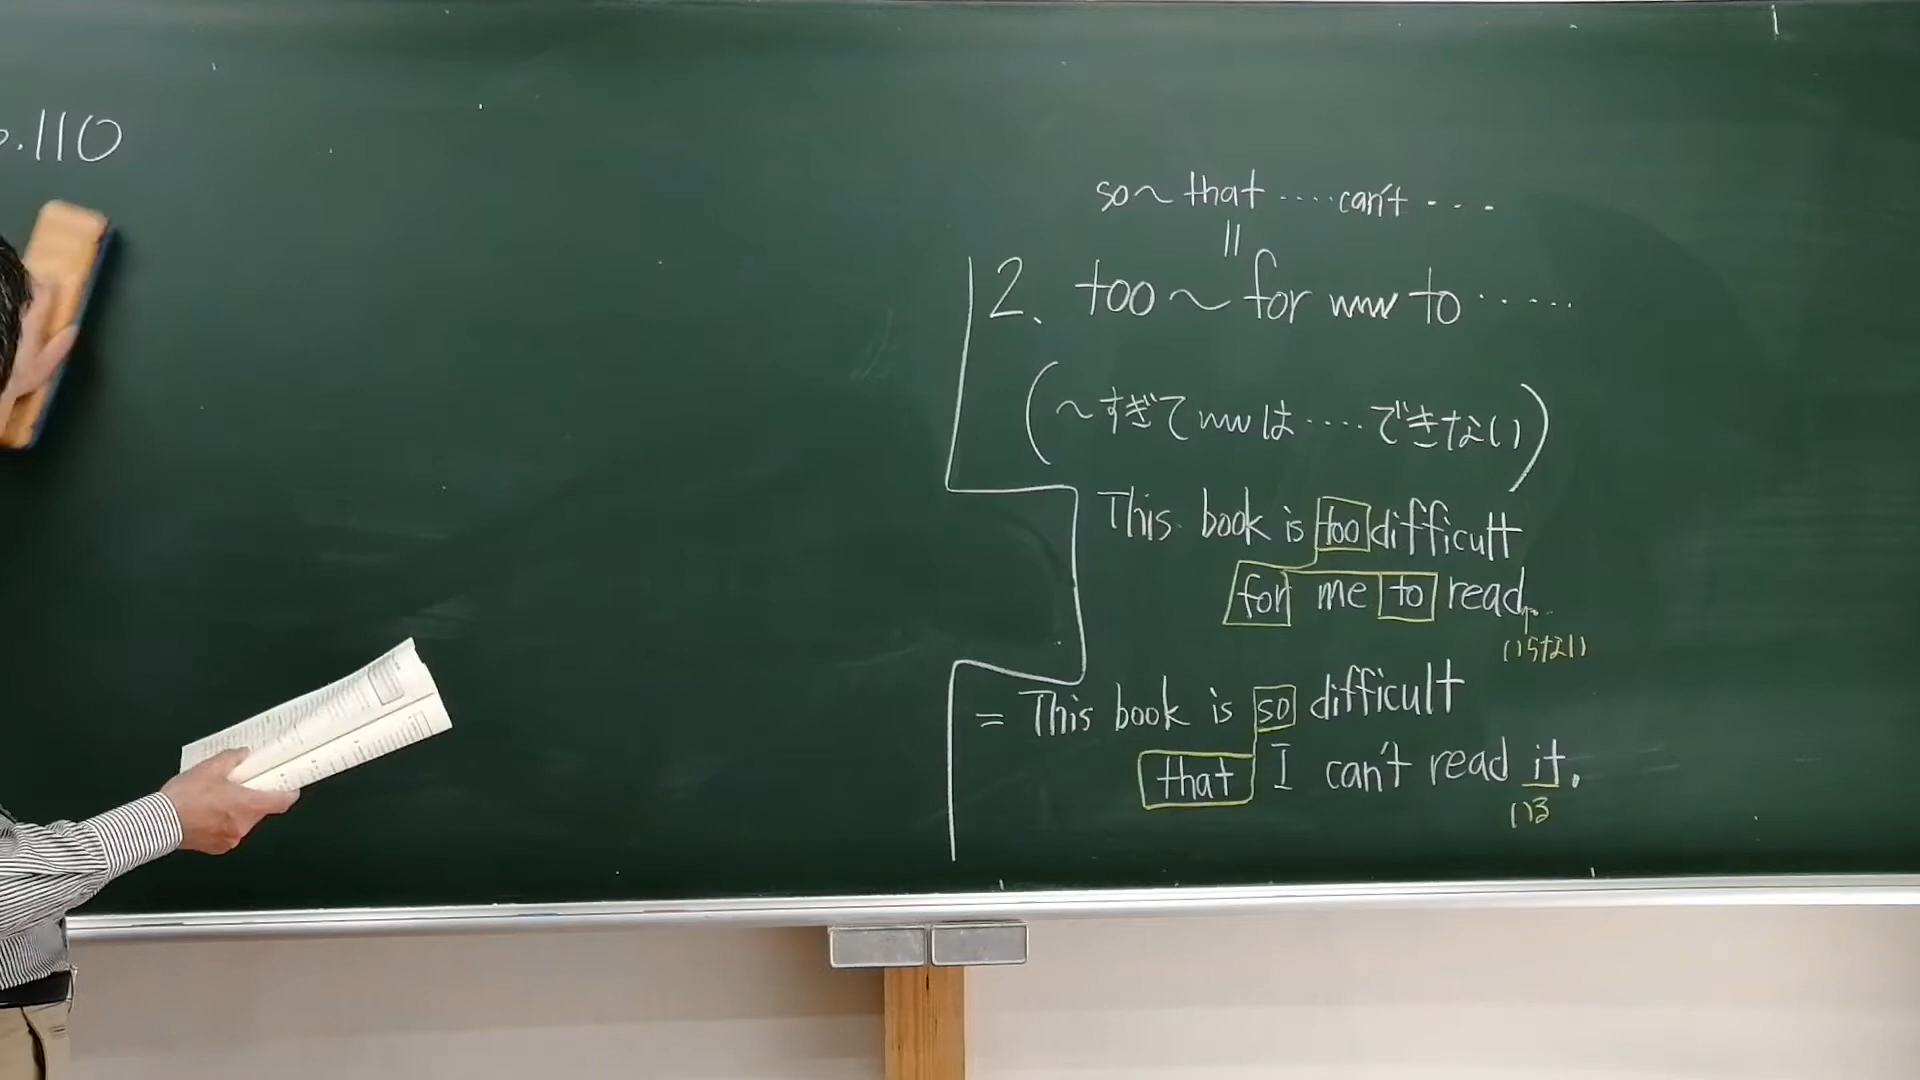 .110
so～ that ‥‥can't - - -
||
2、 too～for ww to ‥‥‥
(～すぎて ww は‥‥できない)
This book is too difficult
for me to read.
いらない
= This book is so difficult
that I can't read it.
いる